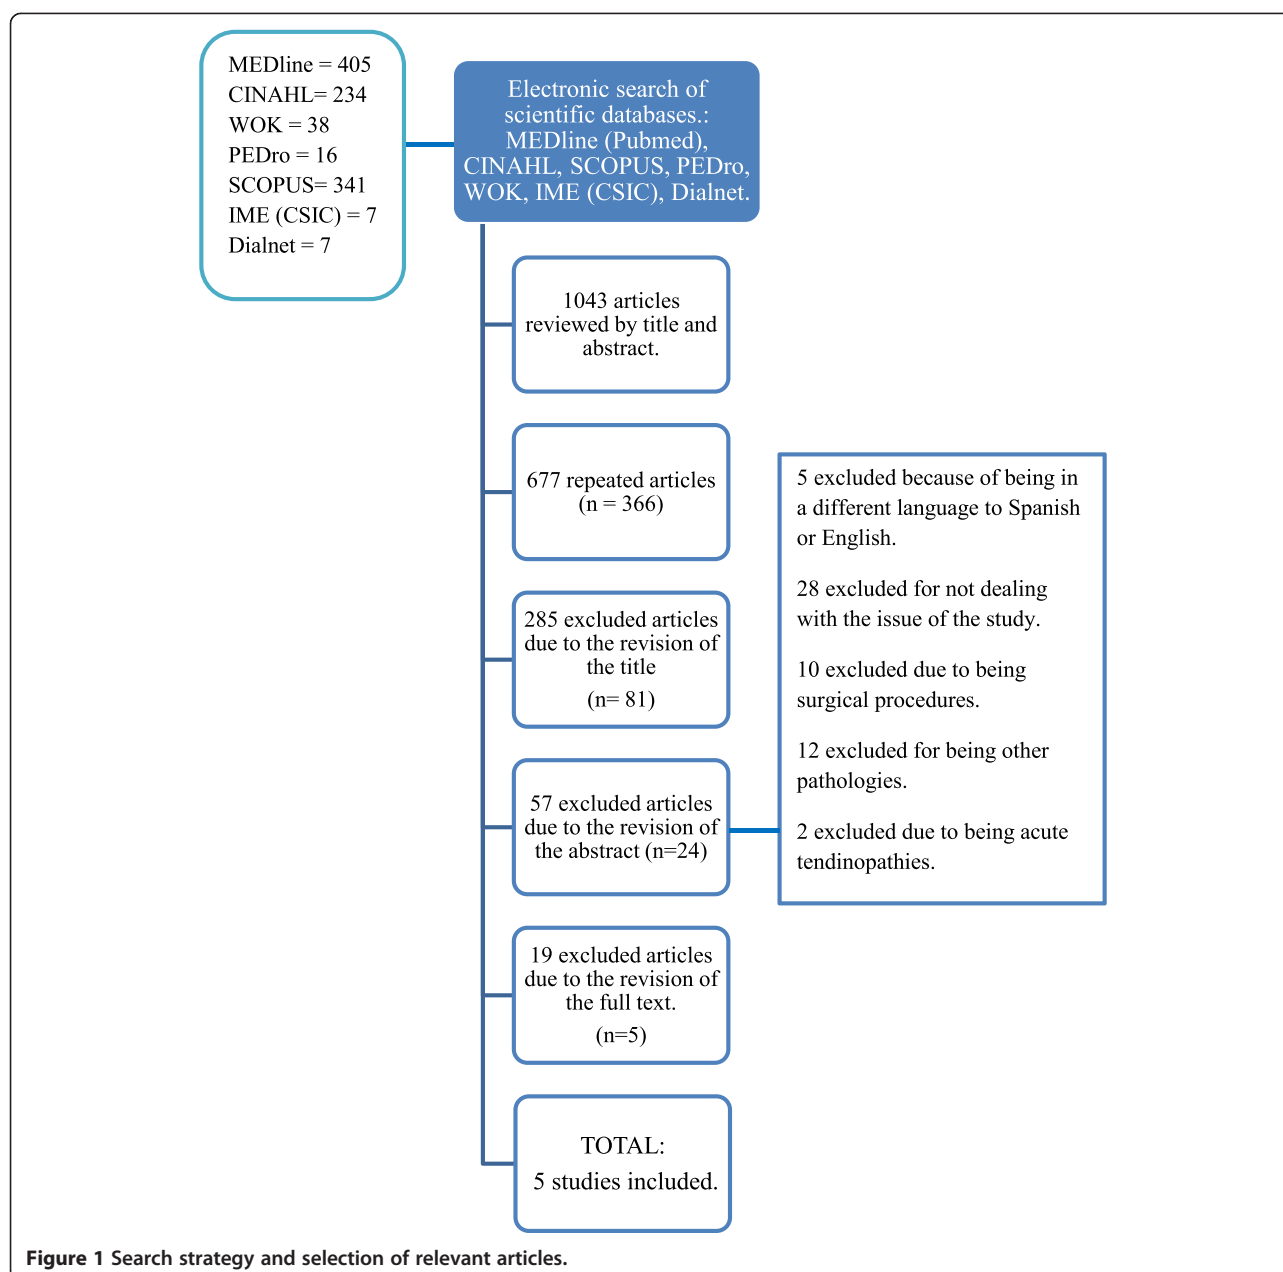 MEDline = 405
CINAHL= 234
WOK = 38
PEDro = 16
SCOPUS= 341
IME (CSIC) = 7
Dialnet = 7
Electronic search of
scientific databases.:
MEDline (Pubmed),
CINAHL, SCOPUS, PEDro,
WOK, IME (CSIC), Dialnet.
1043 articles
reviewed by title and
abstract.
677 repeated articles
(n = 366)
285 excluded articles
due to the revision of
the title
(n= 81)
57 excluded articles
due to the revision of
the abstract (n=24)
5 excluded because of being in
a different language to Spanish
or English.
28 excluded for not dealing
with the issue of the study.
10 excluded due to being
surgical procedures.
12 excluded for being other
pathologies.
2 excluded due to being acute
tendinopathies.
19 excluded articles
due to the revision of
the full text.
(n=5)
TOTAL:
5 studies included.
Figure 1 Search strategy and selection of relevant articles.